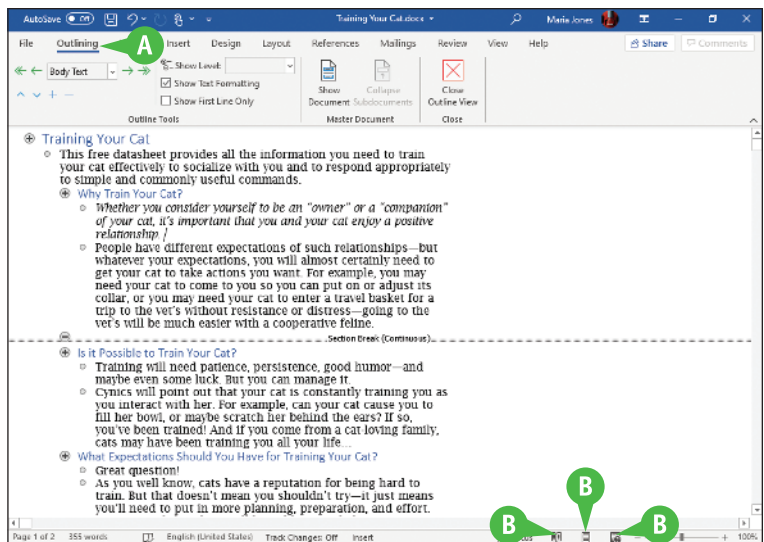 AutoSave Off Training Your Cat.docx Maria Jones
File Outlining A Insert Design Layout References Mailings Review View Help Share Comments
Body Text Show Level:
Show Text Formatting
Show First Line Only
Show Document
Collapse Subdocuments
Close Outline View
Outline Tools Master Document Close
Training Your Cat
This free datasheet provides all the information you need to train
your cat effectively to socialize with you and to respond appropriately
to simple and commonly useful commands.
Why Train Your Cat?
Whether you consider yourself to be an "owner" or a "companion"
of your cat, it's important that you and your cat enjoy a positive
relationship.
People have different expectations of such relationships—but
whatever your expectations, you will almost certainly need to
get your cat to take actions you want. For example, you may
need your cat to come to you so you can put on or adjust its
collar, or you may need your cat to enter a travel basket for a
trip to the vet's without resistance or distress—going to the
vet's will be much easier with a cooperative feline.
Section Break (Continuous)
Is it Possible to Train Your Cat?
Training will need patience, persistence, good humor—and
maybe even some luck. But you can manage it.
Cynics will point out that your cat is constantly training you as
you interact with her. For example, can your cat cause you to
fill her bowl, or maybe scratch her behind the ears? If so,
you've been trained! And if you come from a cat-loving family,
cats may have been training you all your life...
What Expectations Should You Have for Training Your Cat?
Great question!
As you well know, cats have a reputation for being hard to
train. But that doesn't mean you shouldn't try—it just means
you'll need to put in more planning, preparation, and effort.
B
B B
Page 1 of 2 355 words English (United States) Track Changes: Off Insert 100%